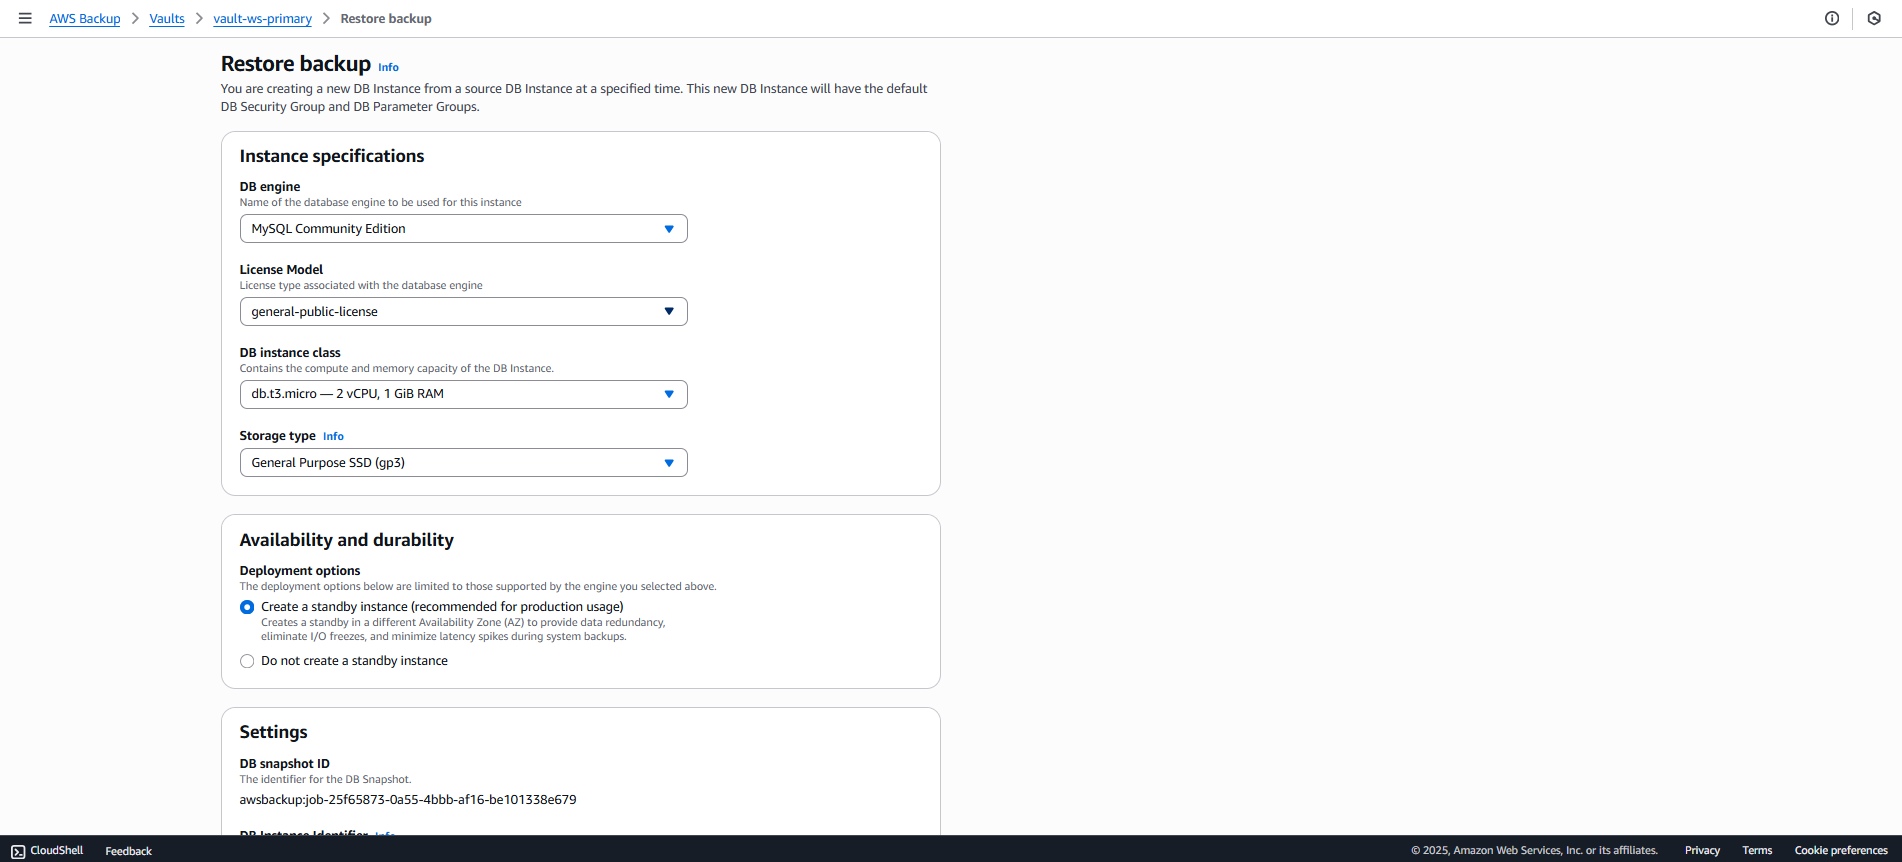 AWS Backup > Vaults > vault-ws-primary > Restore backup
Restore backup Info
You are creating a new DB Instance from a source DB Instance at a specified time. This new DB Instance will have the default
DB Security Group and DB Parameter Groups.
Instance specifications
DB engine
Name of the database engine to be used for this instance
MySQL Community Edition
License Model
License type associated with the database engine
general-public-license
DB instance class
Contains the compute and memory capacity of the DB Instance.
db.t3.micro — 2 vCPU, 1 GiB RAM
Storage type Info
General Purpose SSD (gp3)
Availability and durability
Deployment options
The deployment options below are limited to those supported by the engine you selected above.
Create a standby instance (recommended for production usage)
Creates a standby in a different Availability Zone (AZ) to provide data redundancy,
eliminate I/O freezes, and minimize latency spikes during system backups.
Do not create a standby instance
Settings
DB snapshot ID
The identifier for the DB Snapshot.
awsbackup:job-25f65873-0a55-4bbb-af16-be101338e679
DB Instance Identifier Info
CloudShell Feedback © 2025, Amazon Web Services, Inc. or its affiliates. Privacy Terms Cookie preferences